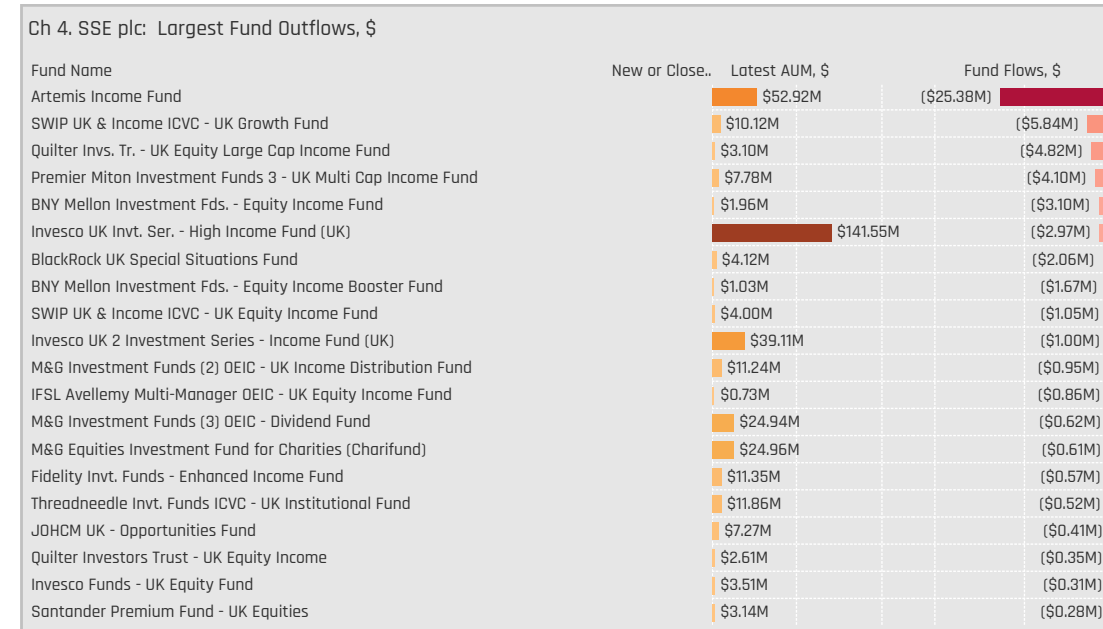 Ch 4. SSE plc:  Largest Fund Outflows, $
Fund Name New or Close.. Latest AUM, $ Fund Flows, $
Artemis Income Fund $52.92M ($25.38M)
SWIP UK & Income ICVC - UK Growth Fund $10.12M ($5.84M)
Quilter Invs. Tr. - UK Equity Large Cap Income Fund $3.10M ($4.82M)
Premier Miton Investment Funds 3 - UK Multi Cap Income Fund $7.78M ($4.10M)
BNY Mellon Investment Fds. - Equity Income Fund $1.96M ($3.10M)
Invesco UK Invt. Ser. - High Income Fund (UK) $141.55M ($2.97M)
BlackRock UK Special Situations Fund $4.12M ($2.06M)
BNY Mellon Investment Fds. - Equity Income Booster Fund $1.03M ($1.67M)
SWIP UK & Income ICVC - UK Equity Income Fund $4.00M ($1.05M)
Invesco UK 2 Investment Series - Income Fund (UK) $39.11M ($1.00M)
M&G Investment Funds (2) OEIC - UK Income Distribution Fund $11.24M ($0.95M)
IFSL Avellemy Multi-Manager OEIC - UK Equity Income Fund $0.73M ($0.86M)
M&G Investment Funds (3) OEIC - Dividend Fund $24.94M ($0.62M)
M&G Equities Investment Fund for Charities (Charifund) $24.96M ($0.61M)
Fidelity Invt. Funds - Enhanced Income Fund $11.35M ($0.57M)
Threadneedle Invt. Funds ICVC - UK Institutional Fund $11.86M ($0.52M)
JOHCM UK - Opportunities Fund $7.27M ($0.41M)
Quilter Investors Trust - UK Equity Income $2.61M ($0.35M)
Invesco Funds - UK Equity Fund $3.51M ($0.31M)
Santander Premium Fund - UK Equities $3.14M ($0.28M)